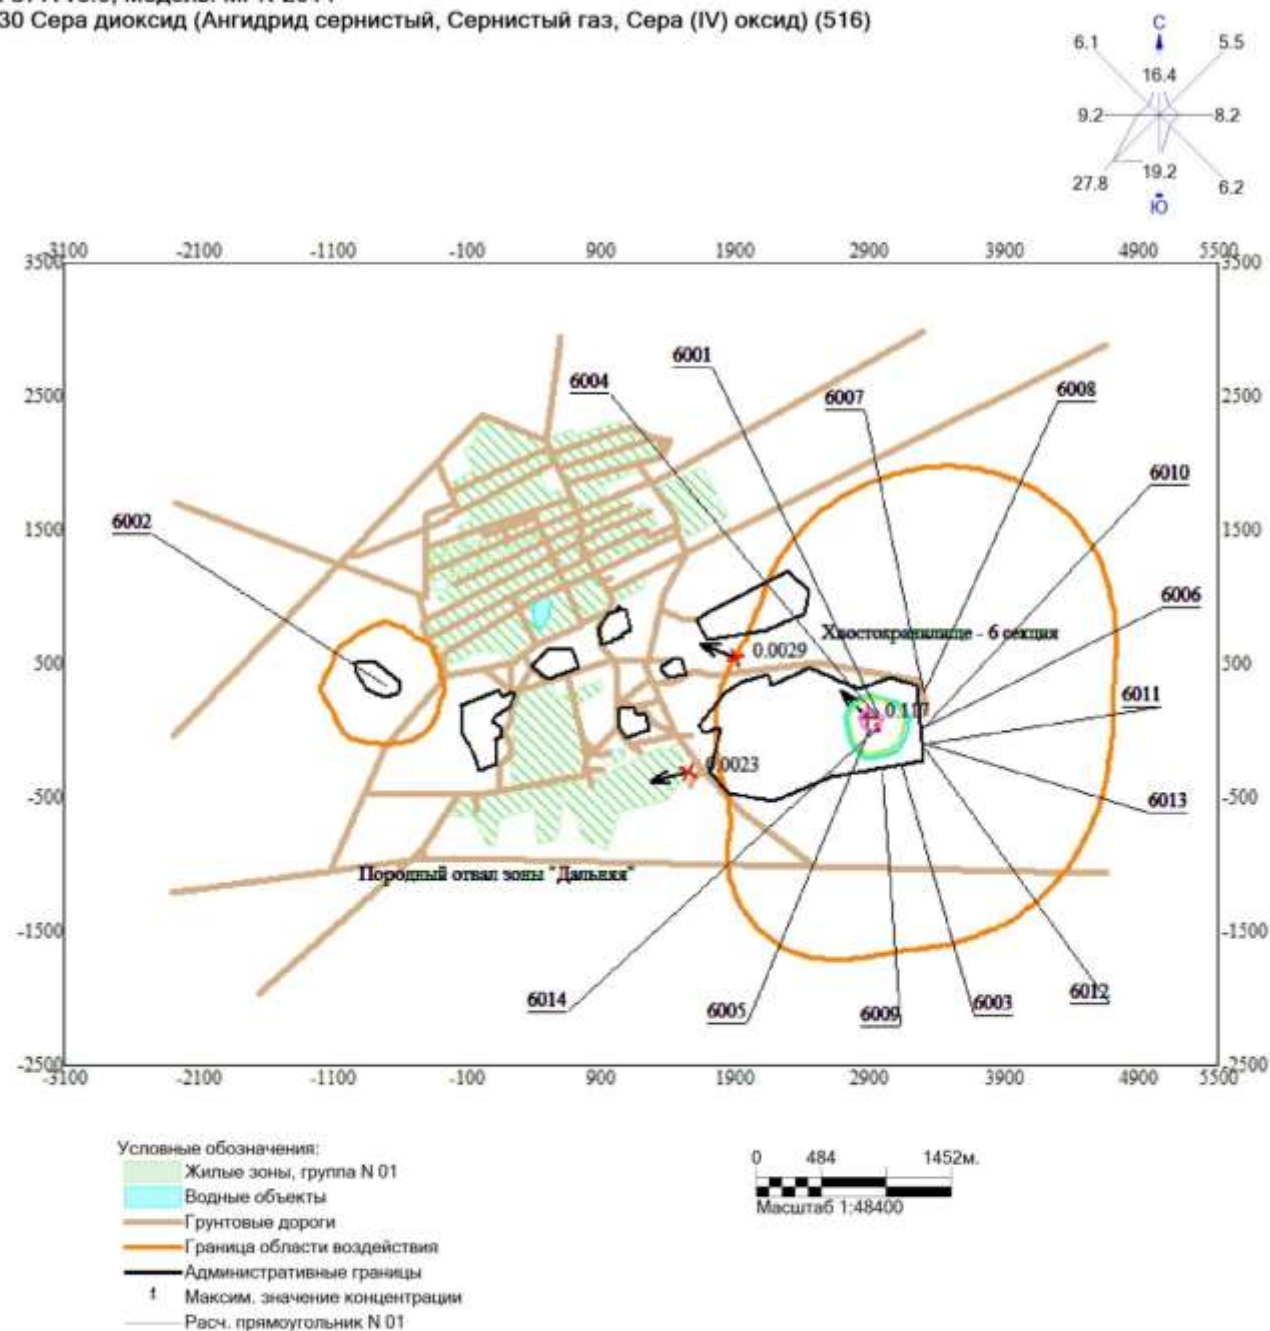 30 Сера диоксид (Ангидрид сернистый, Сернистый газ, Сера (IV) оксид) (516)
С
6.1
5.5
16.4
9.2
8.2
27.8
19.2
6.2
Ю
-3100 -2100 -1100 -100 900 1900 2900 3900 4900 5500
3500 3500
6001
6004
6007
6008
2500 2500
6010
6002
1500 1500
6006
Хвостохранилище - 6 секция
0.0029
500 500
6011
0.117
0.0023
-500 -500
6013
Породный отвал зоны "Дальняя"
-1500 -1500
6014
6005
6009
6003
6012
-2500 -2500
-3100 -2100 -1100 -100 900 1900 2900 3900 4900 5500
Условные обозначения:
Жилые зоны, группа N 01
Водные объекты
Грунтовые дороги
Граница области воздействия
Административные границы
Максим. значение концентрации
Расч. прямоугольник N 01
0 484 1452м.
Масштаб 1:48400